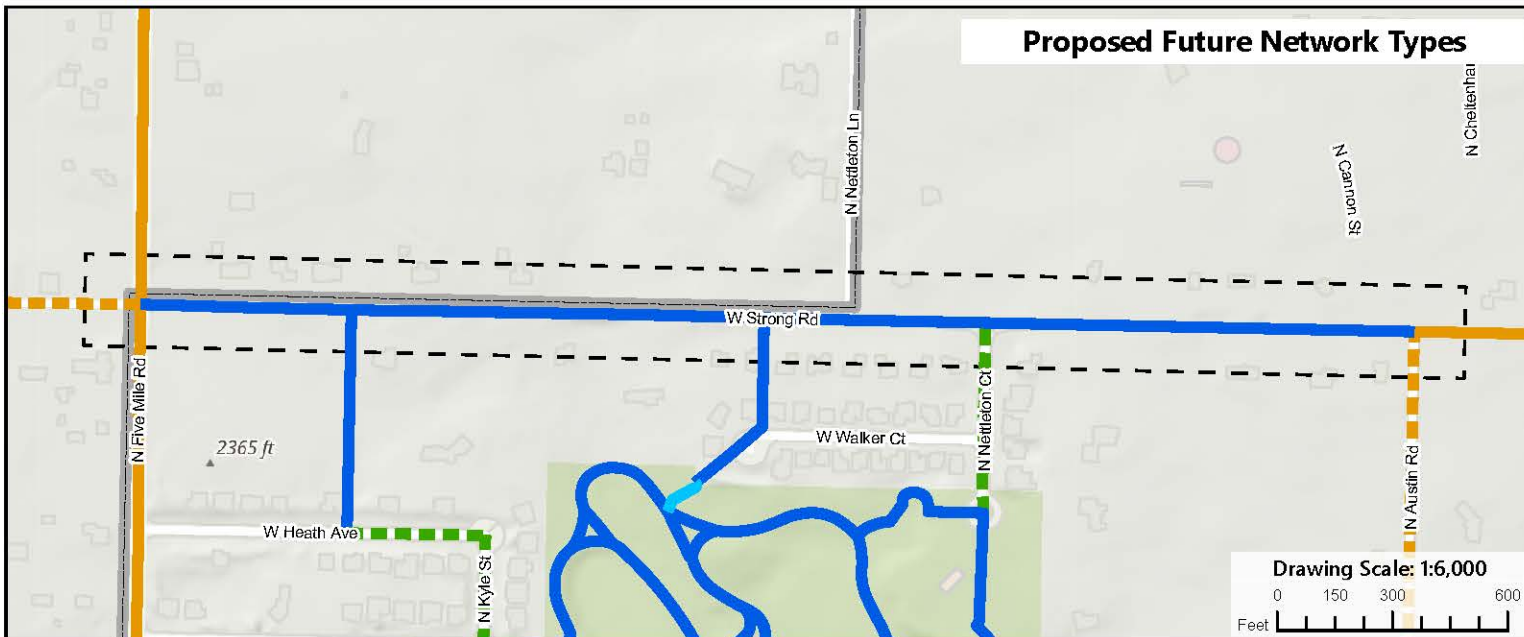 Proposed Future Network Types
N Cheltenha
N Cannon St
N Nettleton Ln
W Strong Rd
N Five Mile Rd
2365 ft
W Walker Ct
N Nettleton Ct
N Austin Rd
W Heath Ave
N Kyle St
Drawing Scale: 1:6,000
0 150 300 600
Feet